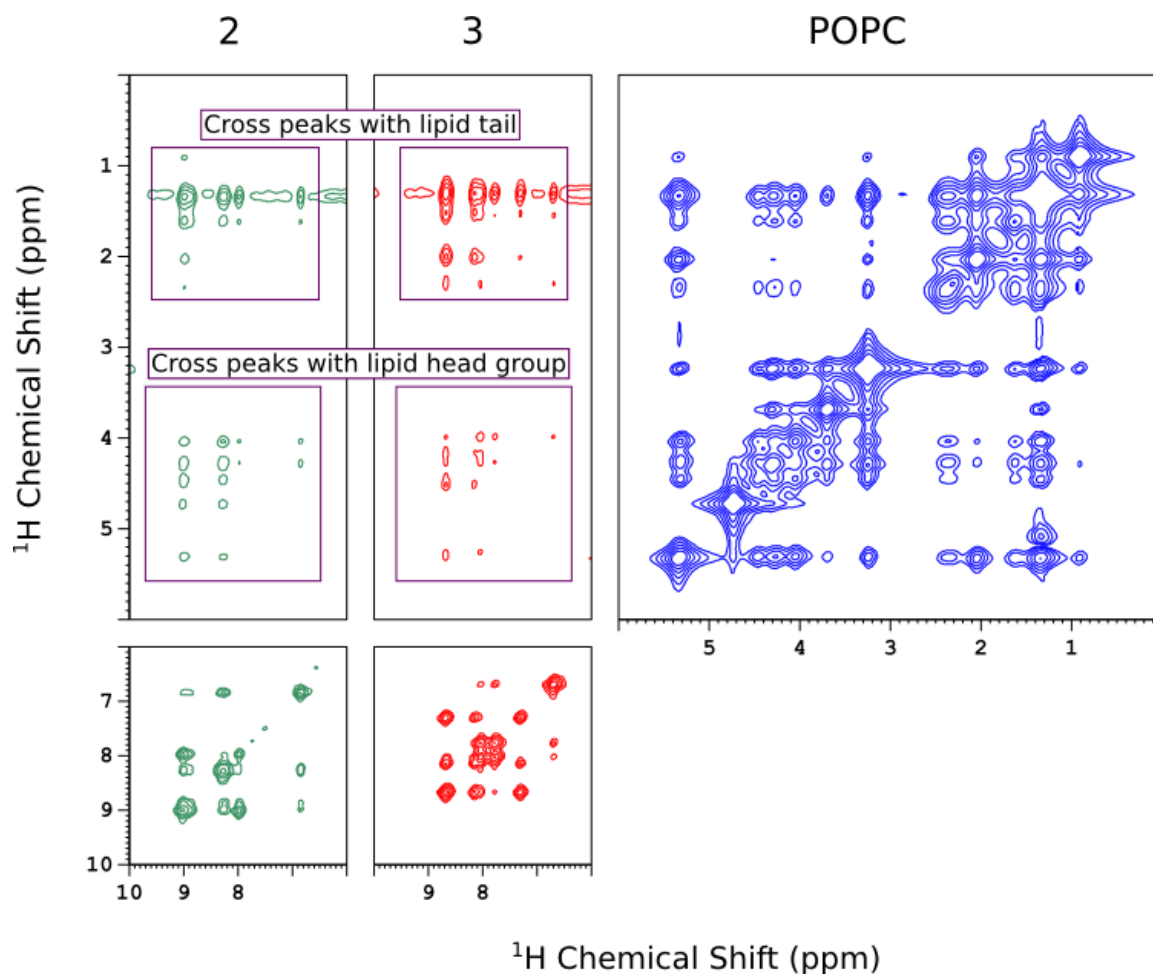 2 3 POPC
Cross peaks with lipid tail
1
2
3
Cross peaks with lipid head group
4
5
5 4 3 2 1
7
8
9
10
10 9 8 9 8
¹H Chemical Shift (ppm)
¹H Chemical Shift (ppm)